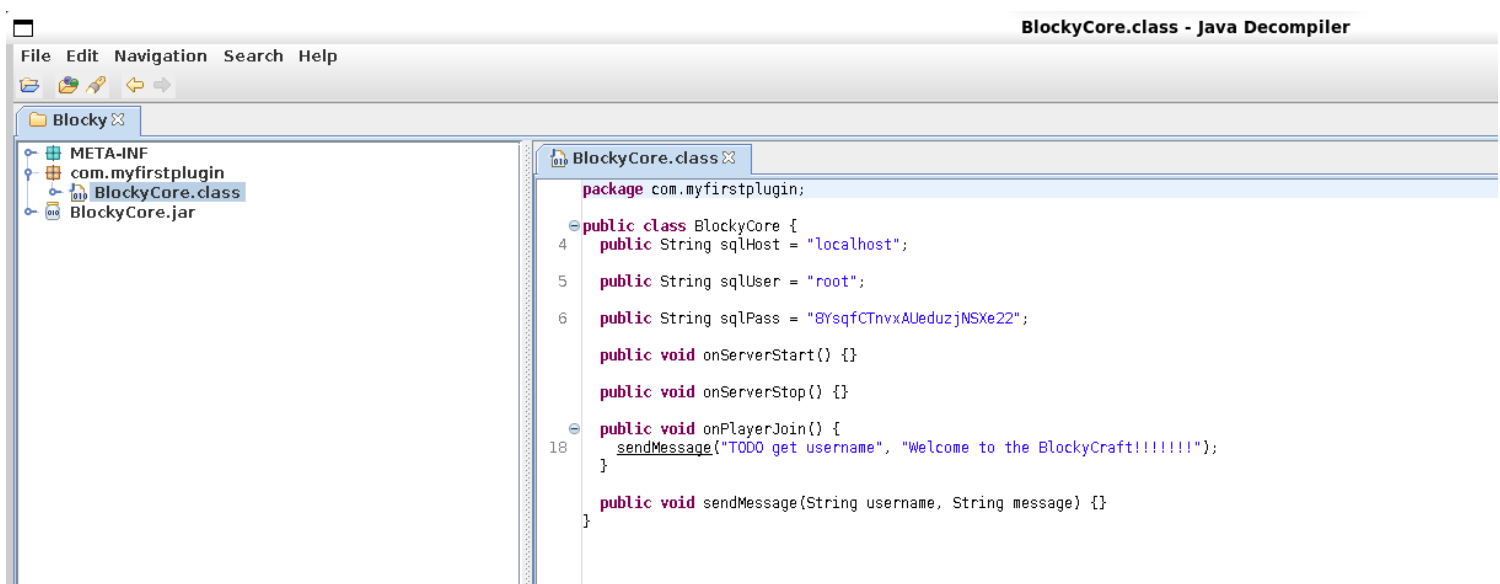 BlockyCore.class - Java Decompiler
File Edit Navigation Search Help
Blocky
META-INF
com.myfirstplugin
BlockyCore.class
BlockyCore.jar
BlockyCore.class
package com.myfirstplugin;
public class BlockyCore {
4 public String sqlHost = "localhost";
5 public String sqlUser = "root";
6 public String sqlPass = "8YsqfCTnvxAUeduzjNSXe22";
public void onServerStart() {}
public void onServerStop() {}
public void onPlayerJoin() {
18 sendMessage("TODO get username", "Welcome to the BlockyCraft!!!!!!!");
}
public void sendMessage(String username, String message) {}
}